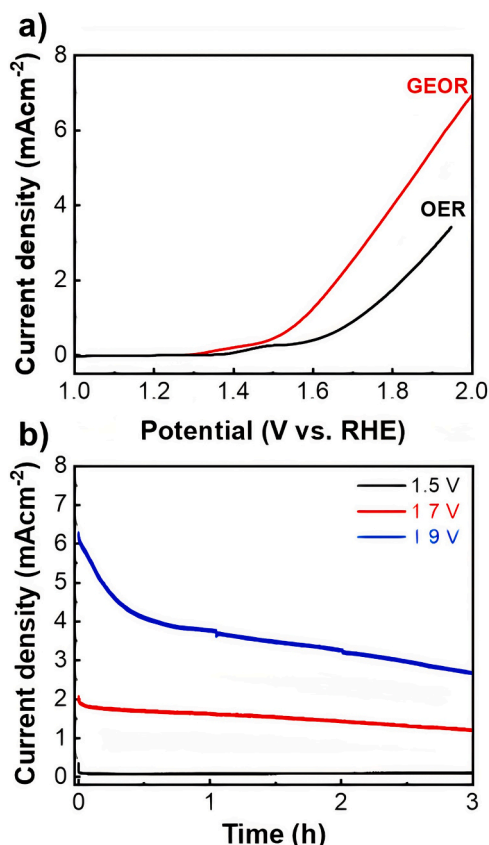 a)
Current density (mAcm⁻²)
8
6
4
2
0
GEOR
OER
1.0 1.2 1.4 1.6 1.8 2.0
Potential (V vs. RHE)
b)
Current density (mAcm⁻²)
8
7
6
5
4
3
2
1
0
1.5 V
1 7 V
1 9 V
0 1 2 3
Time (h)